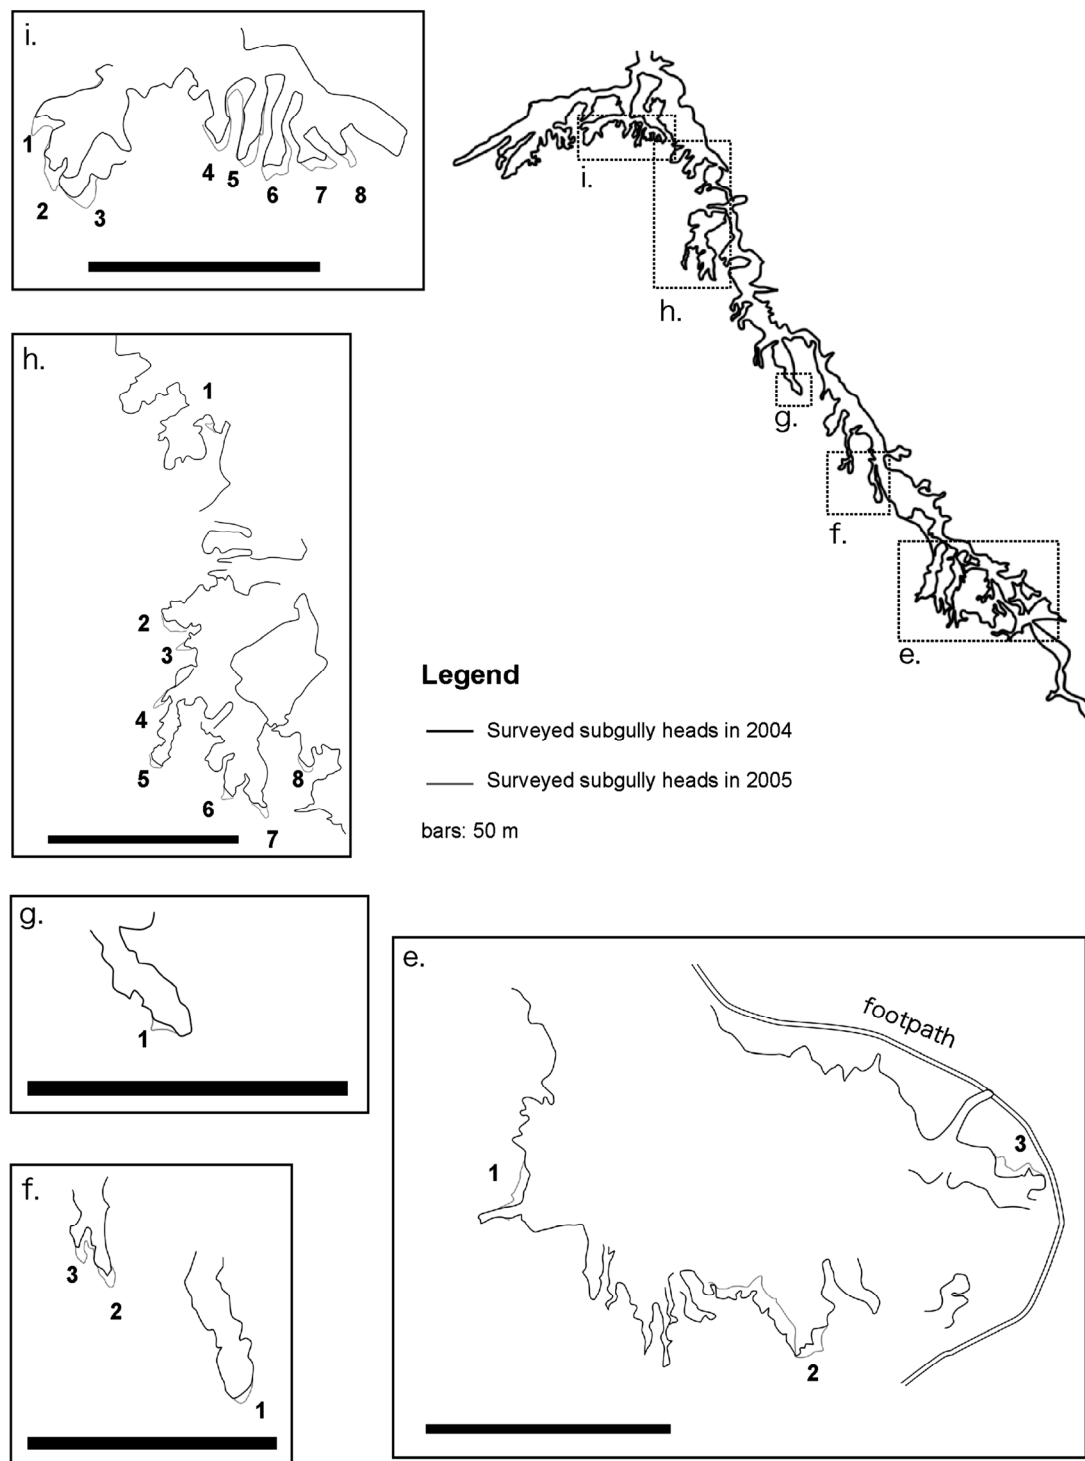 i.
1
2
3
4
5
6
7
8
i.
h.
g.
f.
e.
h.
1
2
3
4
5
6
7
8
Legend
Surveyed subgully heads in 2004
Surveyed subgully heads in 2005
bars: 50 m
g.
1
e.
footpath
1
2
3
f.
3
2
1